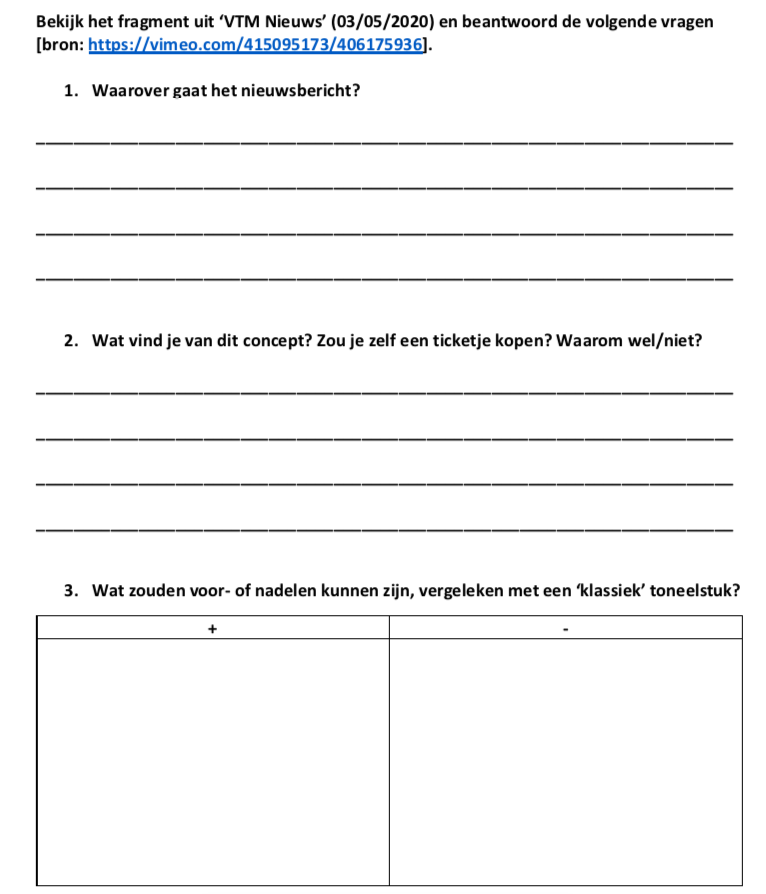 Bekijk het fragment uit ‘VTM Nieuws’ (03/05/2020) en beantwoord de volgende vragen
[bron: https://vimeo.com/415095173/406175936].
1. Waarover gaat het nieuwsbericht?
2. Wat vind je van dit concept? Zou je zelf een ticketje kopen? Waarom wel/niet?
3. Wat zouden voor- of nadelen kunnen zijn, vergeleken met een ‘klassiek’ toneelstuk?
+ -